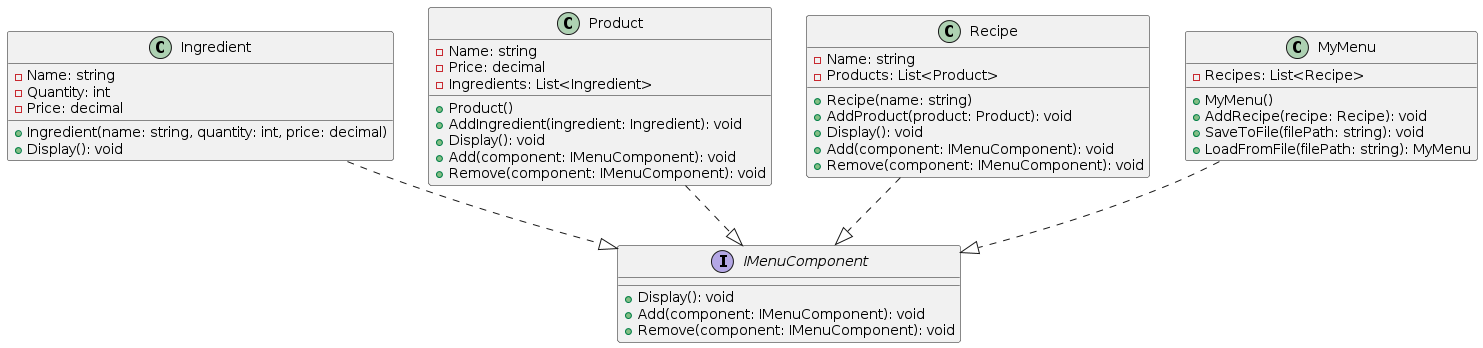 C Ingredient
Name: string
Quantity: int
Price: decimal
Ingredient(name: string, quantity: int, price: decimal)
Display(): void
C Product
Name: string
Price: decimal
Ingredients: List<Ingredient>
Product()
AddIngredient(ingredient: Ingredient): void
Display(): void
Add(component: IMenuComponent): void
Remove(component: IMenuComponent): void
C Recipe
Name: string
Products: List<Product>
Recipe(name: string)
AddProduct(product: Product): void
Display(): void
Add(component: IMenuComponent): void
Remove(component: IMenuComponent): void
C MyMenu
Recipes: List<Recipe>
MyMenu()
AddRecipe(recipe: Recipe): void
SaveToFile(filePath: string): void
LoadFromFile(filePath: string): MyMenu
I IMenuComponent
Display(): void
Add(component: IMenuComponent): void
Remove(component: IMenuComponent): void